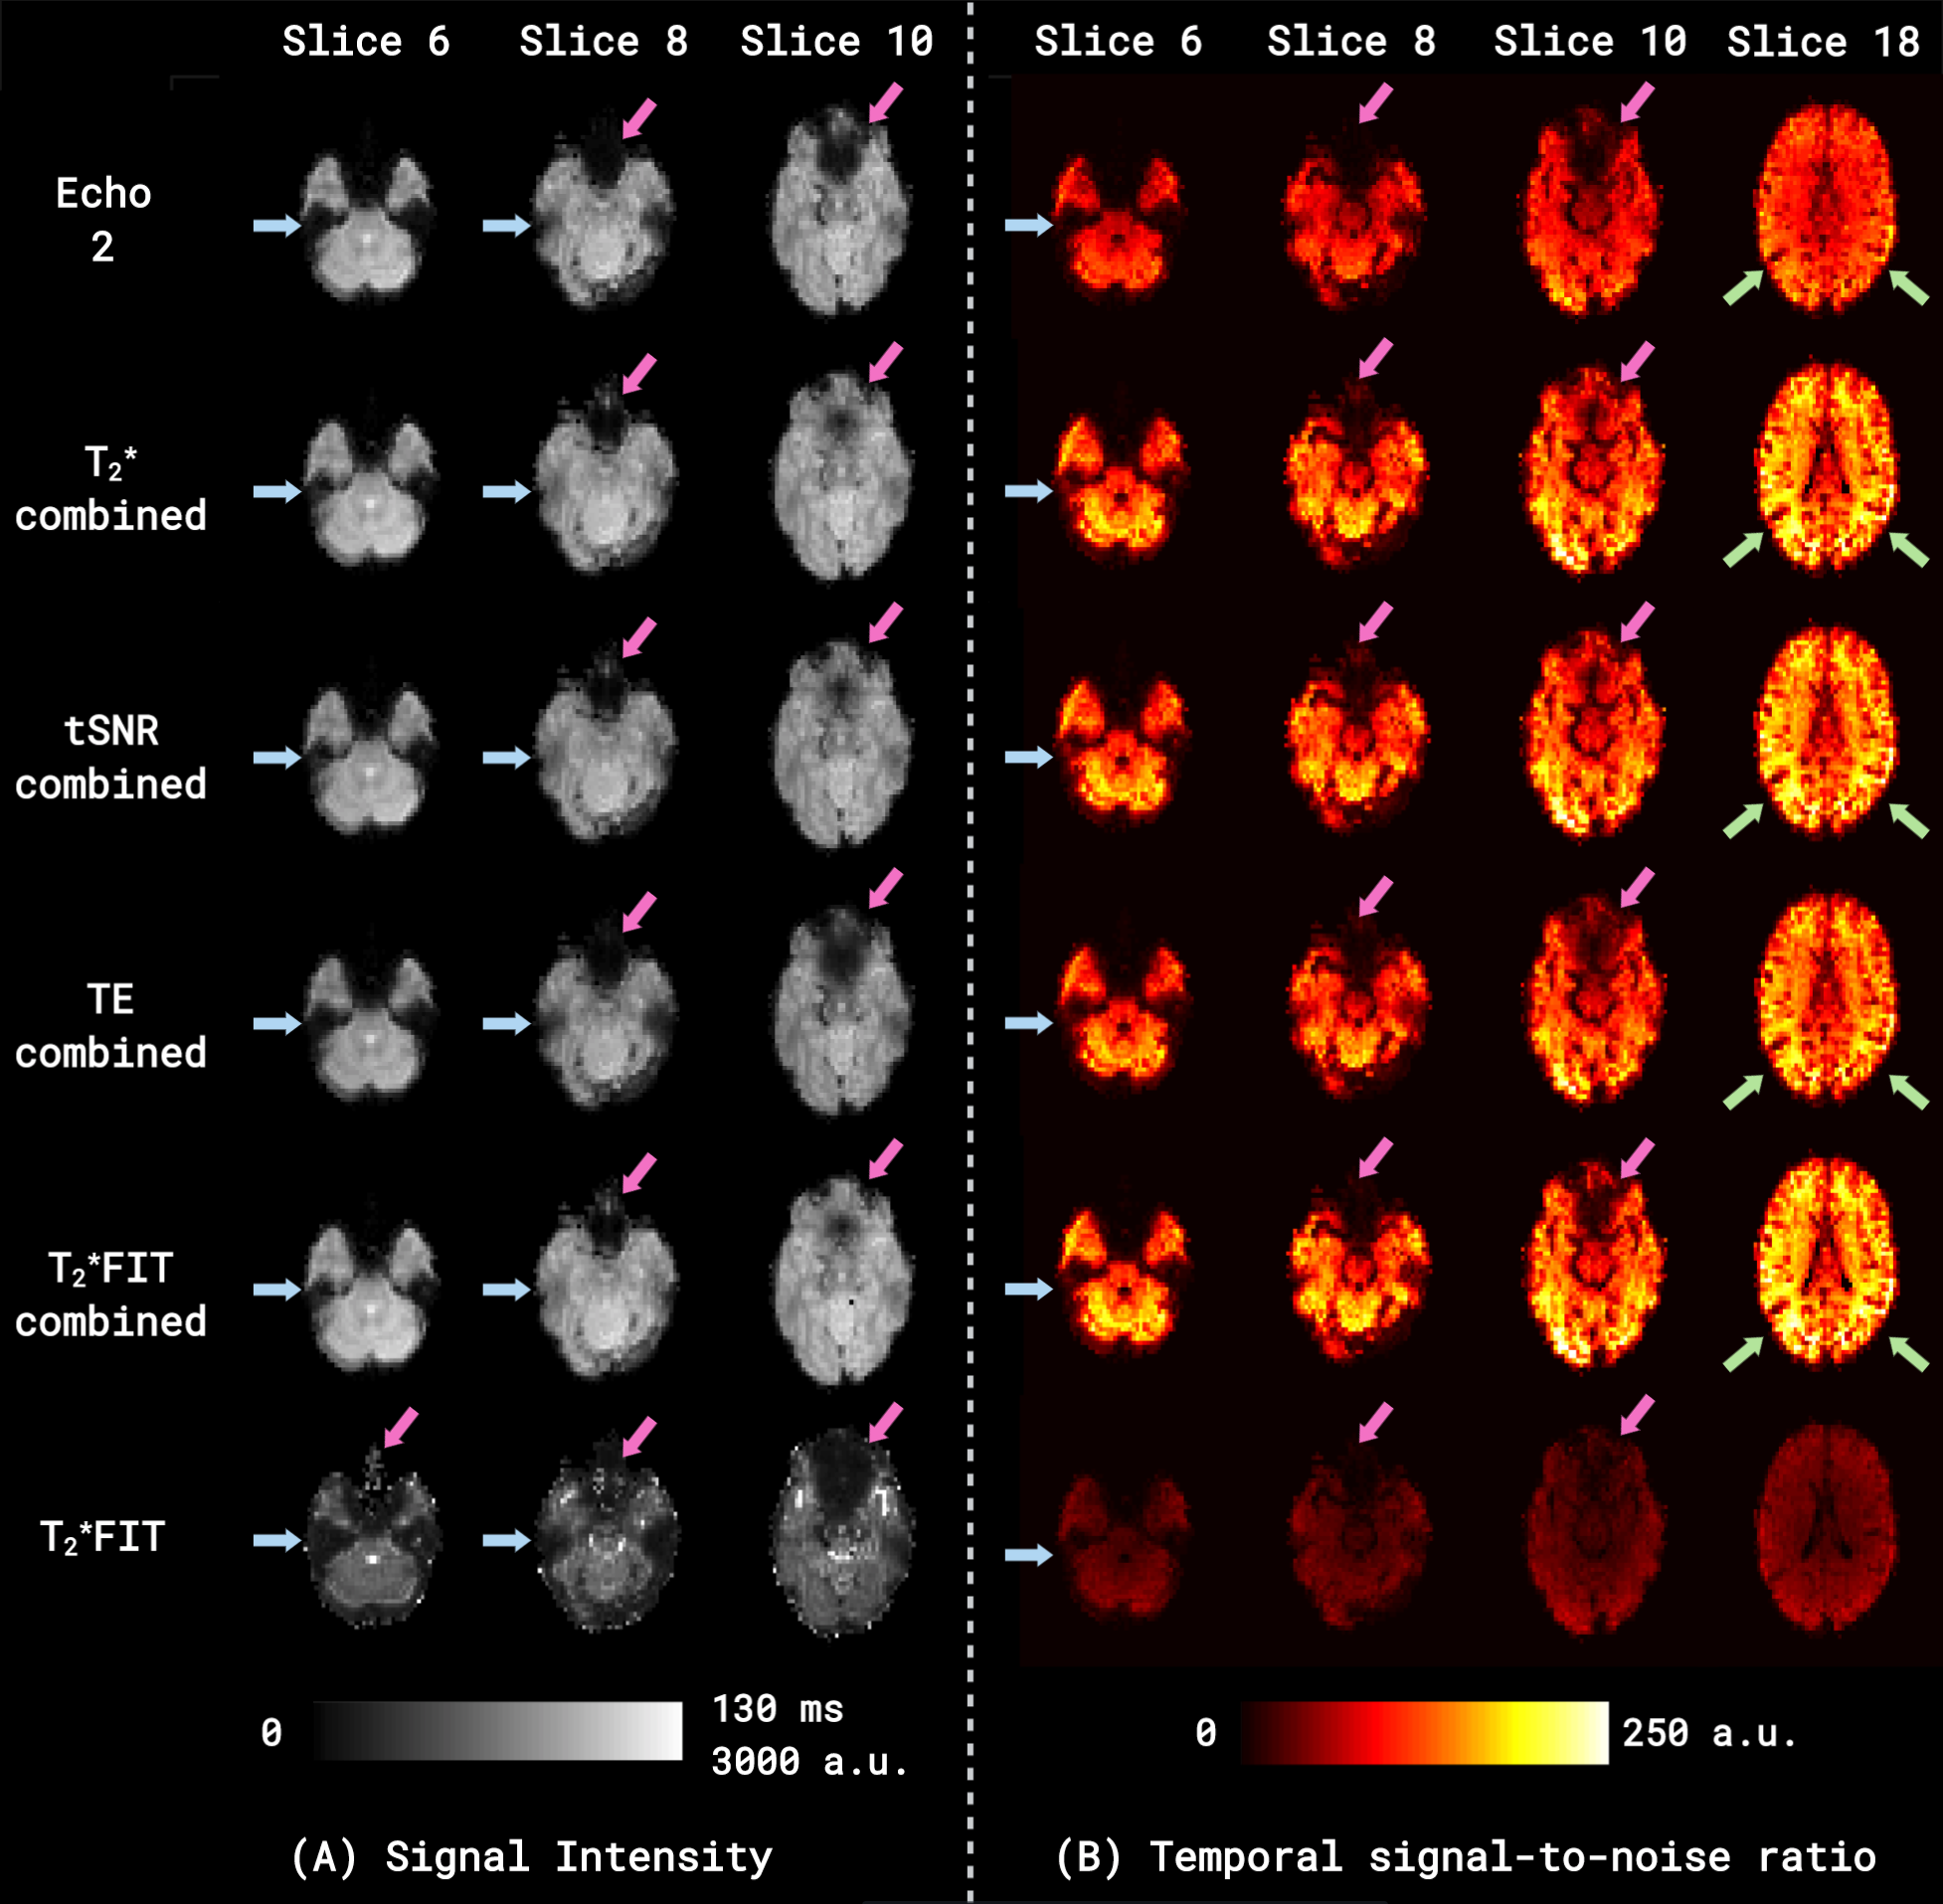 Slice 6 Slice 8 Slice 10 Slice 6 Slice 8 Slice 10 Slice 18
Echo
2
T₂*
combined
tSNR
combined
TE
combined
T₂*FIT
combined
T₂*FIT
0 130 ms
3000 a.u.
0 250 a.u.
(A) Signal Intensity
(B) Temporal signal-to-noise ratio